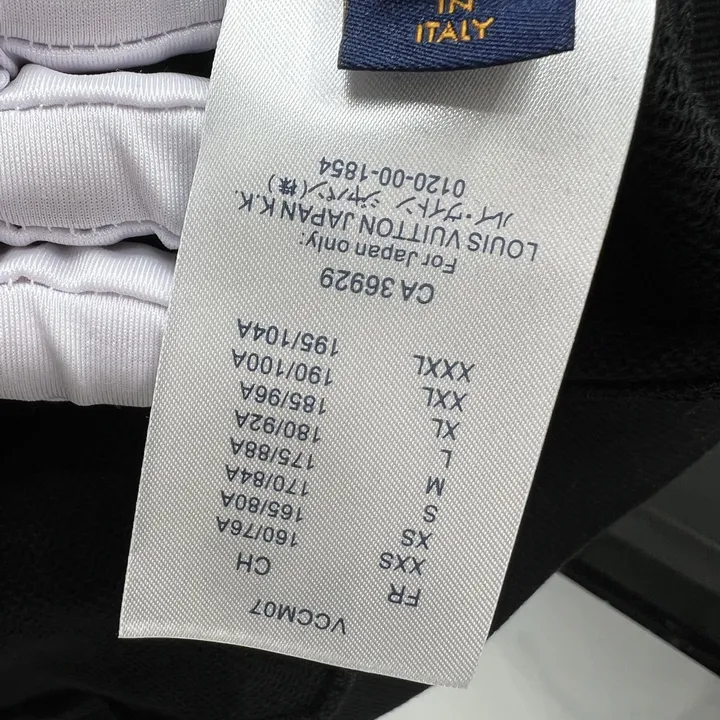 IN
ITALY
VCCM07
FR CH
XXS 160/76A
XS 165/80A
S 170/84A
M 175/88A
L 180/92A
XL 185/96A
XXL 190/100A
XXXL 195/104A
CA 36929
For Japan only:
LOUIS VUITTON JAPAN K.K.
ルイ・ヴィトン ジャパン(株)
0120-00-1854